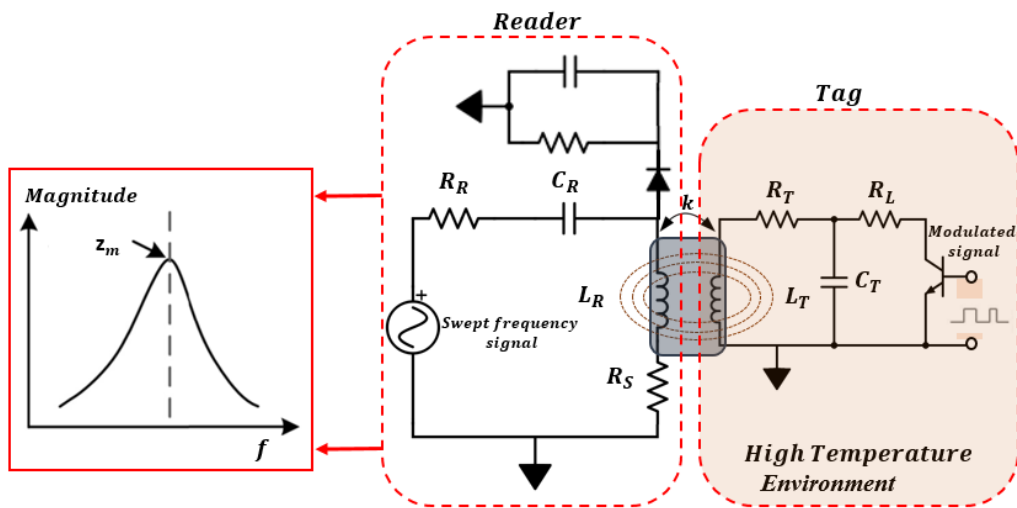 Reader
Tag
Magnitude
z_m
f
R_R
C_R
k
R_T
R_L
Modulated
signal
+
Swept frequency
signal
L_R
L_T
C_T
R_S
High Temperature
Environment